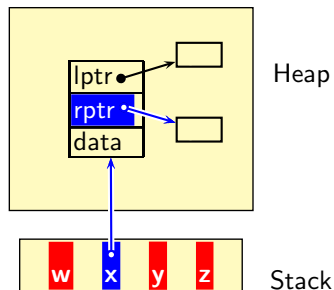 lptr
Heap
rptr
data
w x y z
Stack